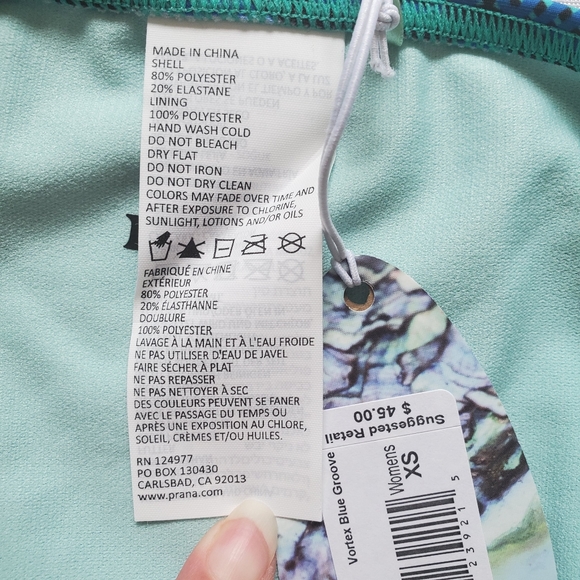 MADE IN CHINA
SHELL
80% POLYESTER
20% ELASTANE
LINING
100% POLYESTER
HAND WASH COLD
DO NOT BLEACH
DRY FLAT
DO NOT IRON
DO NOT DRY CLEAN
COLORS MAY FADE OVER TIME AND
AFTER EXPOSURE TO CHLORINE,
SUNLIGHT, LOTIONS AND/OR OILS
FABRIQUÉ EN CHINE
EXTÉRIEUR
80% POLYESTER
20% ÉLASTHANNE
DOUBLURE
100% POLYESTER
LAVAGE À LA MAIN ET À L'EAU FROIDE
NE PAS UTILISER D'EAU DE JAVEL
FAIRE SÉCHER À PLAT
NE PAS REPASSER
NE PAS NETTOYER À SEC
DES COULEURS PEUVENT SE FANER
AVEC LE PASSAGE DU TEMPS OU
APRÈS UNE EXPOSITION AU CHLORE,
SOLEIL, CRÈMES ET/OU HUILES.
RN 124977
PO BOX 130430
CARLSBAD, CA 92013
www.prana.com
Suggested Retail
$ 45.00
Vortex Blue Groove
Womens
XS
23921 5